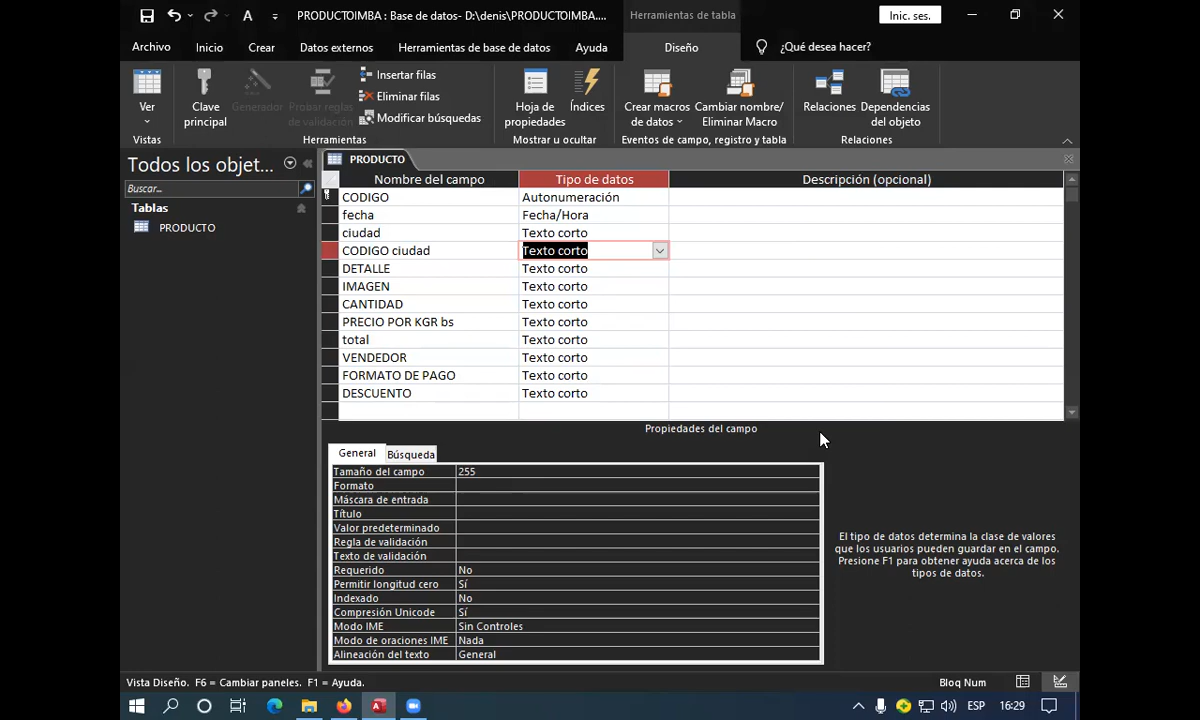 PRODUCTOIMBA : Base de datos- D:\denis\PRODUCTOIMBA....
Herramientas de tabla
Inic. ses.
Archivo Inicio Crear Datos externos Herramientas de base de datos Ayuda Diseño ¿Qué desea hacer?
Ver
Vistas
Clave principal
Generador
Probar reglas de validación
Insertar filas
Eliminar filas
Modificar búsquedas
Herramientas
Hoja de propiedades
Índices
Mostrar u ocultar
Crear macros de datos
Cambiar nombre/ Eliminar Macro
Eventos de campo, registro y tabla
Relaciones
Dependencias del objeto
Relaciones
Todos los objet...
Buscar...
Tablas
PRODUCTO
PRODUCTO
Nombre del campo Tipo de datos Descripción (opcional)
CODIGO Autonumeración
fecha Fecha/Hora
ciudad Texto corto
CODIGO ciudad Texto corto
DETALLE Texto corto
IMAGEN Texto corto
CANTIDAD Texto corto
PRECIO POR KGR bs Texto corto
total Texto corto
VENDEDOR Texto corto
FORMATO DE PAGO Texto corto
DESCUENTO Texto corto
Propiedades del campo
General Búsqueda
Tamaño del campo 255
Formato
Máscara de entrada
Título
Valor predeterminado
Regla de validación
Texto de validación
Requerido No
Permitir longitud cero Sí
Indexado No
Compresión Unicode Sí
Modo IME Sin Controles
Modo de oraciones IME Nada
Alineación del texto General
El tipo de datos determina la clase de valores
que los usuarios pueden guardar en el campo.
Presione F1 para obtener ayuda acerca de los
tipos de datos.
Vista Diseño. F6 = Cambiar paneles. F1 = Ayuda.
Bloq Num
ESP 16:29